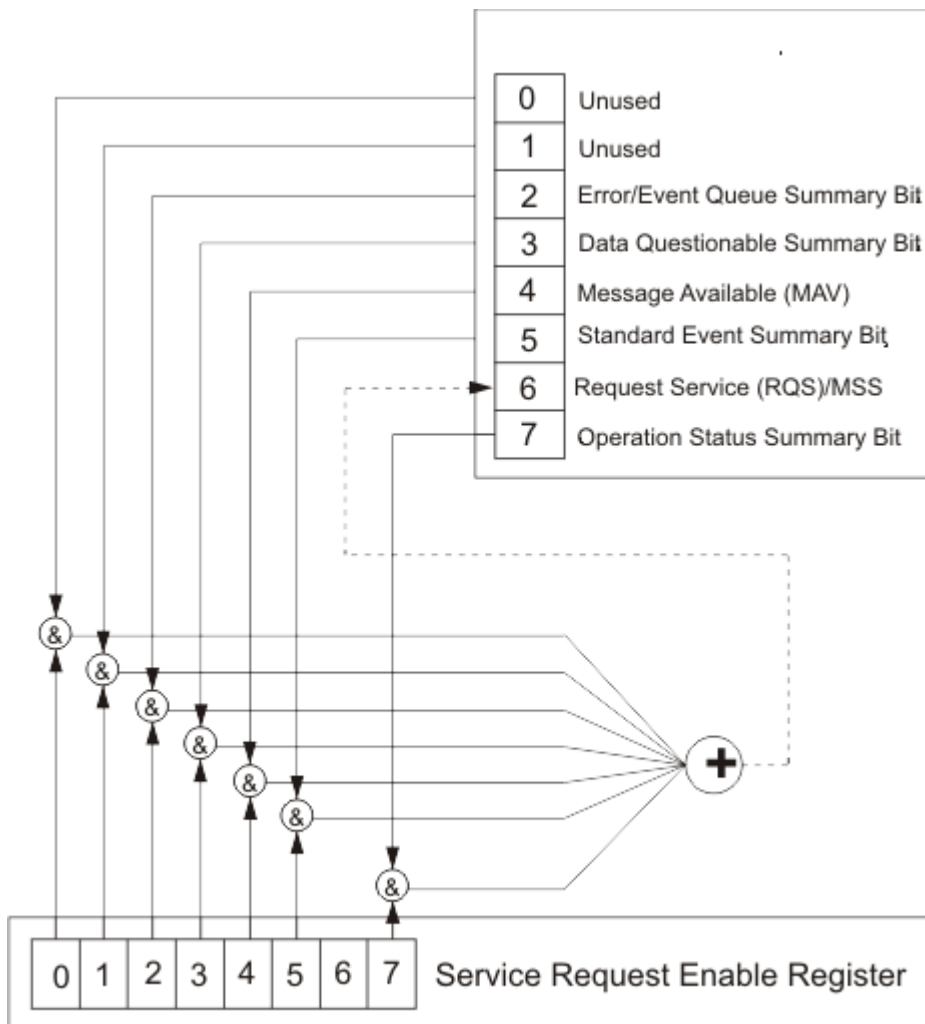 0 Unused
1 Unused
2 Error/Event Queue Summary Bit
3 Data Questionable Summary Bit
4 Message Available (MAV)
5 Standard Event Summary Bit
6 Request Service (RQS)/MSS
7 Operation Status Summary Bit
&
&
&
&
&
&
&
+
0 1 2 3 4 5 6 7 Service Request Enable Register